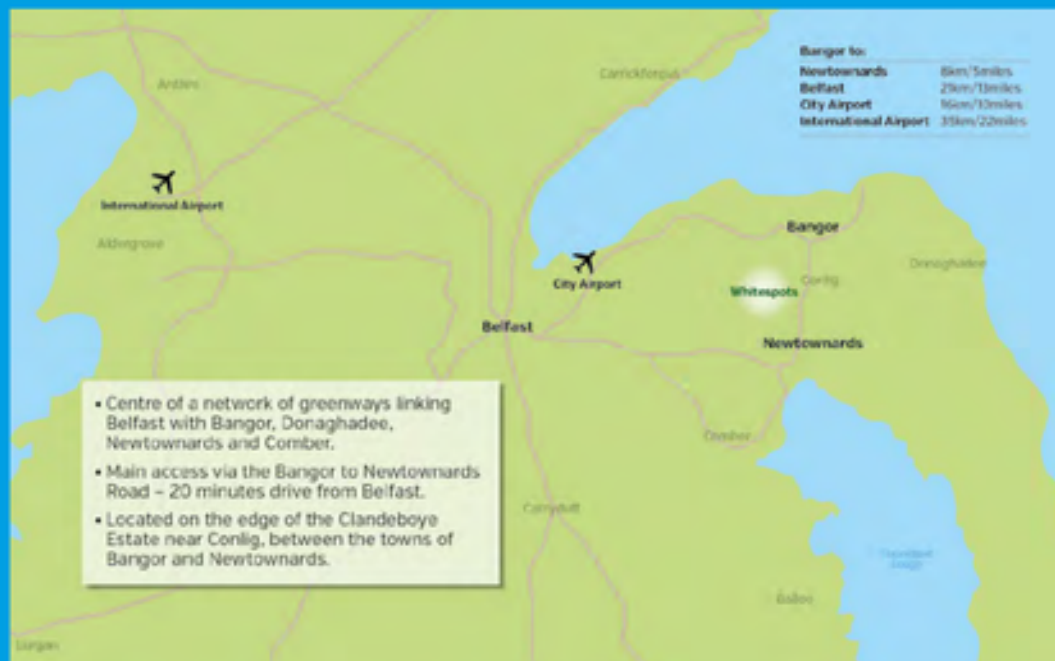 Bangor to:
Newtownards 8km/5miles
Belfast 21km/13miles
City Airport 16km/10miles
International Airport 35km/22miles
Carrickfergus
Antrim
International Airport
Aldergrove
Bangor
Donaghadee
City Airport
Whitespots
Conlig
Belfast
Newtownards
• Centre of a network of greenways linking
Belfast with Bangor, Donaghadee,
Newtownards and Comber.
• Main access via the Bangor to Newtownards
Road – 20 minutes drive from Belfast.
• Located on the edge of the Clandeboye
Estate near Conlig, between the towns of
Bangor and Newtownards.
Comber
Carryduff
Lurgan